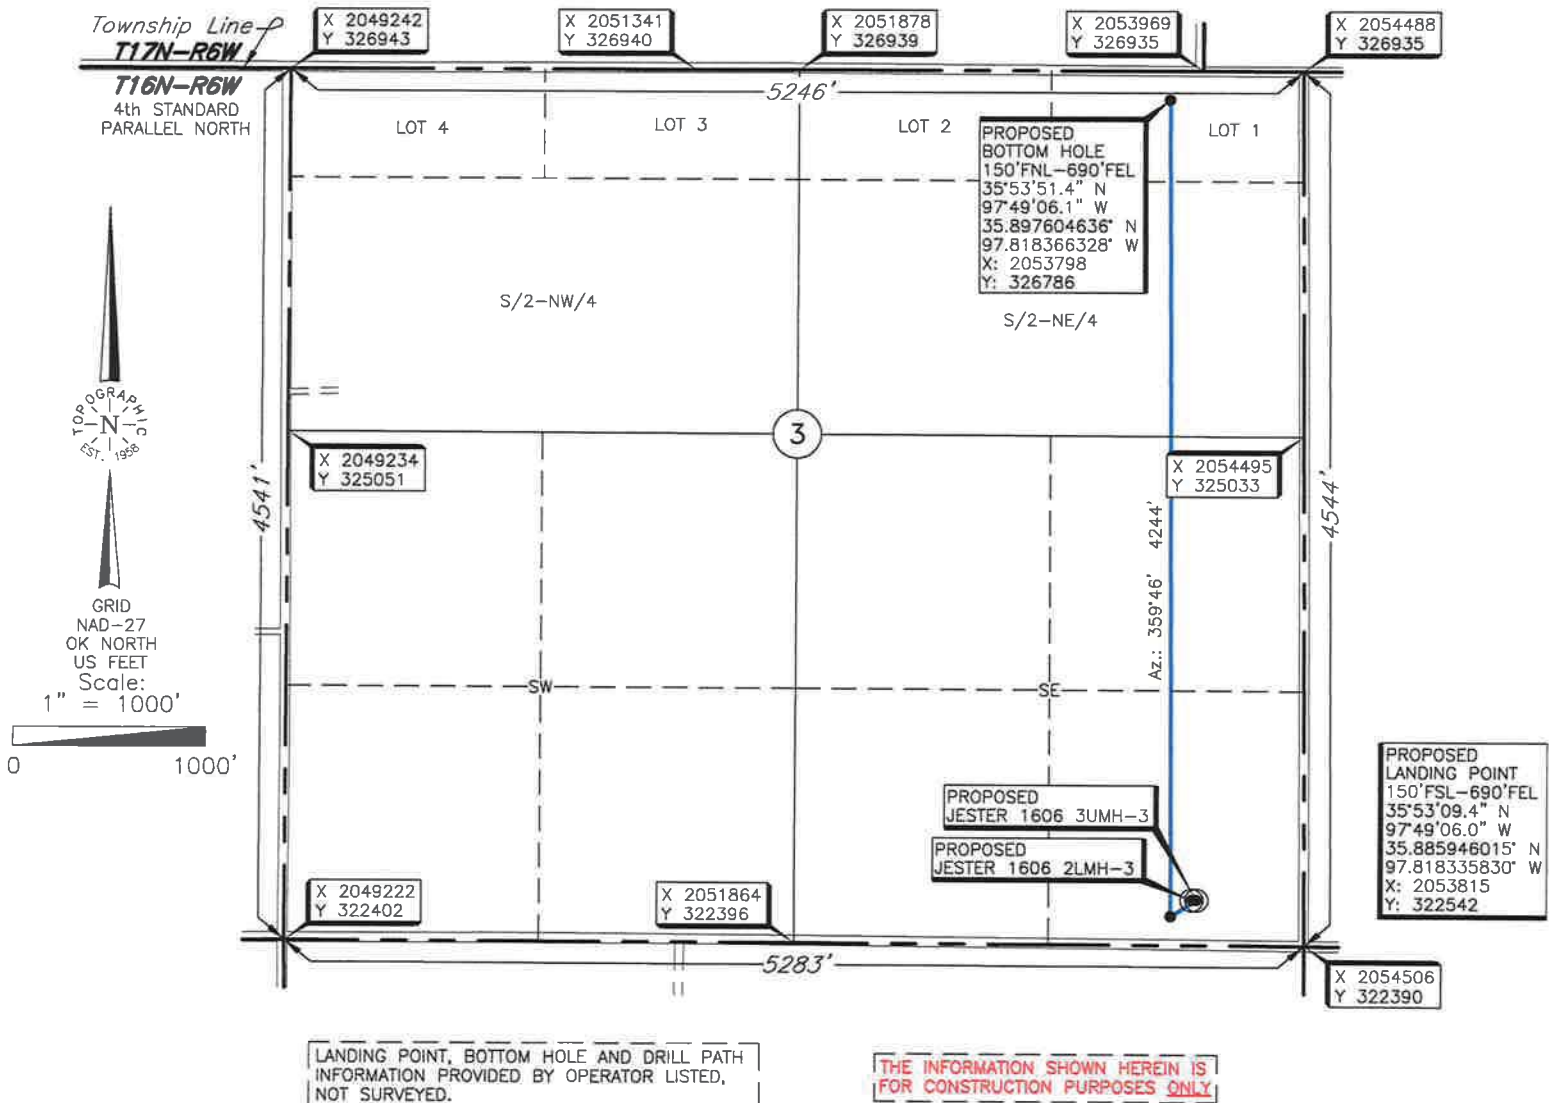 Township Line
T17N-R6W
T16N-R6W
4th STANDARD
PARALLEL NORTH
X 2049242
Y 326943
X 2051341
Y 326940
X 2051878
Y 326939
X 2053969
Y 326935
X 2054488
Y 326935
5246'
LOT 4
LOT 3
LOT 2
LOT 1
PROPOSED
BOTTOM HOLE
150'FNL-690'FEL
35°53'51.4" N
97°49'06.1" W
35.897604636° N
97.818366328° W
X: 2053798
Y: 326786
S/2-NW/4
S/2-NE/4
TOPOGRAPHIC
N
EST. 1958
3
X 2049234
Y 325051
X 2054495
Y 325033
4541'
4544'
Az.: 359°46' 4244'
GRID
NAD-27
OK NORTH
US FEET
Scale:
1" = 1000'
0 1000'
SW
SE
PROPOSED
JESTER 1606 3UMH-3
PROPOSED
JESTER 1606 2LMH-3
PROPOSED
LANDING POINT
150'FSL-690'FEL
35°53'09.4" N
97°49'06.0" W
35.885946015° N
97.818335830° W
X: 2053815
Y: 322542
X 2049222
Y 322402
X 2051864
Y 322396
5283'
X 2054506
Y 322390
LANDING POINT, BOTTOM HOLE AND DRILL PATH
INFORMATION PROVIDED BY OPERATOR LISTED,
NOT SURVEYED.
THE INFORMATION SHOWN HEREIN IS
FOR CONSTRUCTION PURPOSES ONLY